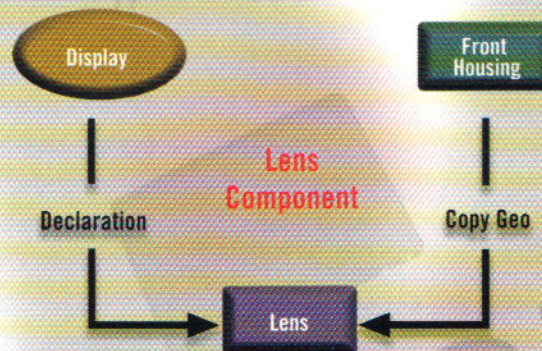 Display
Front
Housing
Lens
Component
Declaration
Copy Geo
Lens